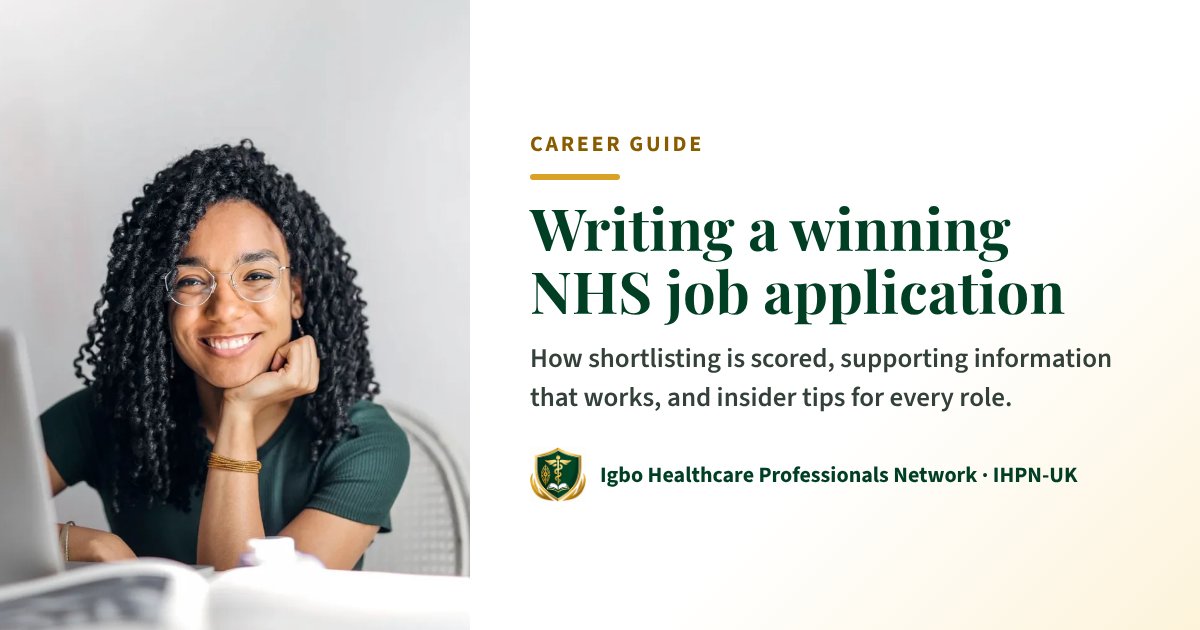 CAREER GUIDE
Writing a winning
NHS job application
How shortlisting is scored, supporting information
that works, and insider tips for every role.
Igbo Healthcare Professionals Network · IHPN-UK